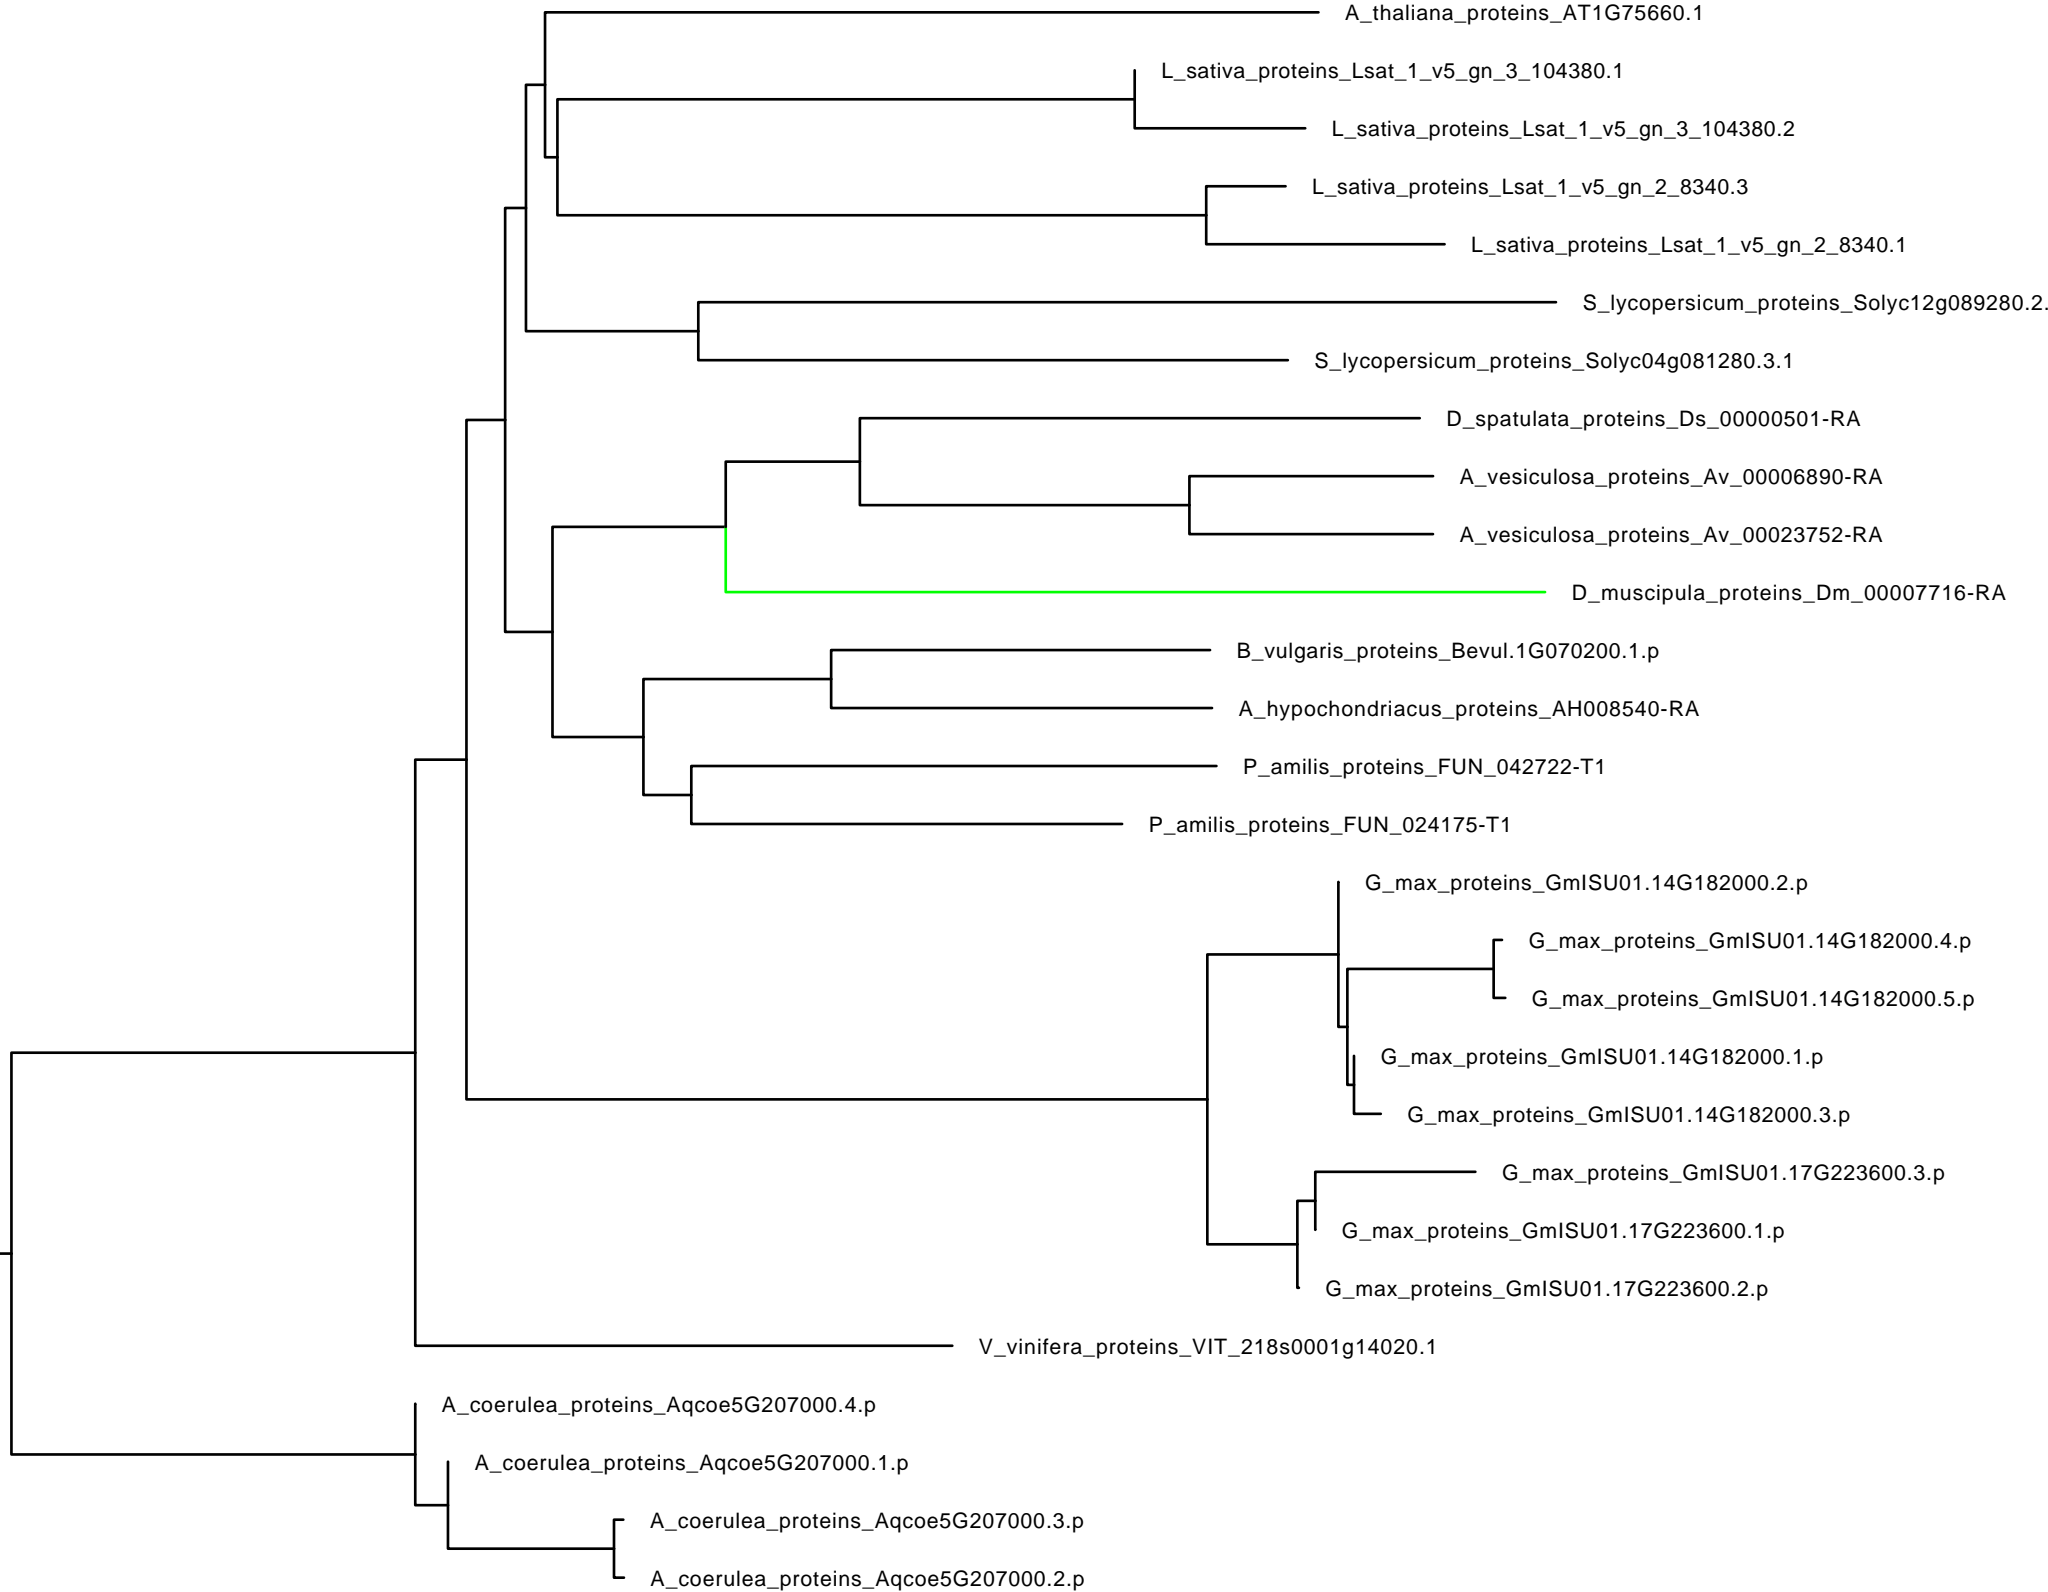 A_thaliana_proteins_AT1G75660.1
L_sativa_proteins_Lsat_1_v5_gn_3_104380.1
L_sativa_proteins_Lsat_1_v5_gn_3_104380.2
L_sativa_proteins_Lsat_1_v5_gn_2_8340.3
L_sativa_proteins_Lsat_1_v5_gn_2_8340.1
S_lycopersicum_proteins_Solyc12g089280.2.
S_lycopersicum_proteins_Solyc04g081280.3.1
D_spatulata_proteins_Ds_00000501-RA
A_vesiculosa_proteins_Av_00006890-RA
A_vesiculosa_proteins_Av_00023752-RA
D_muscipula_proteins_Dm_00007716-RA
B_vulgaris_proteins_Bevul.1G070200.1.p
A_hypochondriacus_proteins_AH008540-RA
P_amilis_proteins_FUN_042722-T1
P_amilis_proteins_FUN_024175-T1
G_max_proteins_GmISU01.14G182000.2.p
G_max_proteins_GmISU01.14G182000.4.p
G_max_proteins_GmISU01.14G182000.5.p
G_max_proteins_GmISU01.14G182000.1.p
G_max_proteins_GmISU01.14G182000.3.p
G_max_proteins_GmISU01.17G223600.3.p
G_max_proteins_GmISU01.17G223600.1.p
G_max_proteins_GmISU01.17G223600.2.p
V_vinifera_proteins_VIT_218s0001g14020.1
A_coerulea_proteins_Aqcoe5G207000.4.p
A_coerulea_proteins_Aqcoe5G207000.1.p
A_coerulea_proteins_Aqcoe5G207000.3.p
A_coerulea_proteins_Aqcoe5G207000.2.p